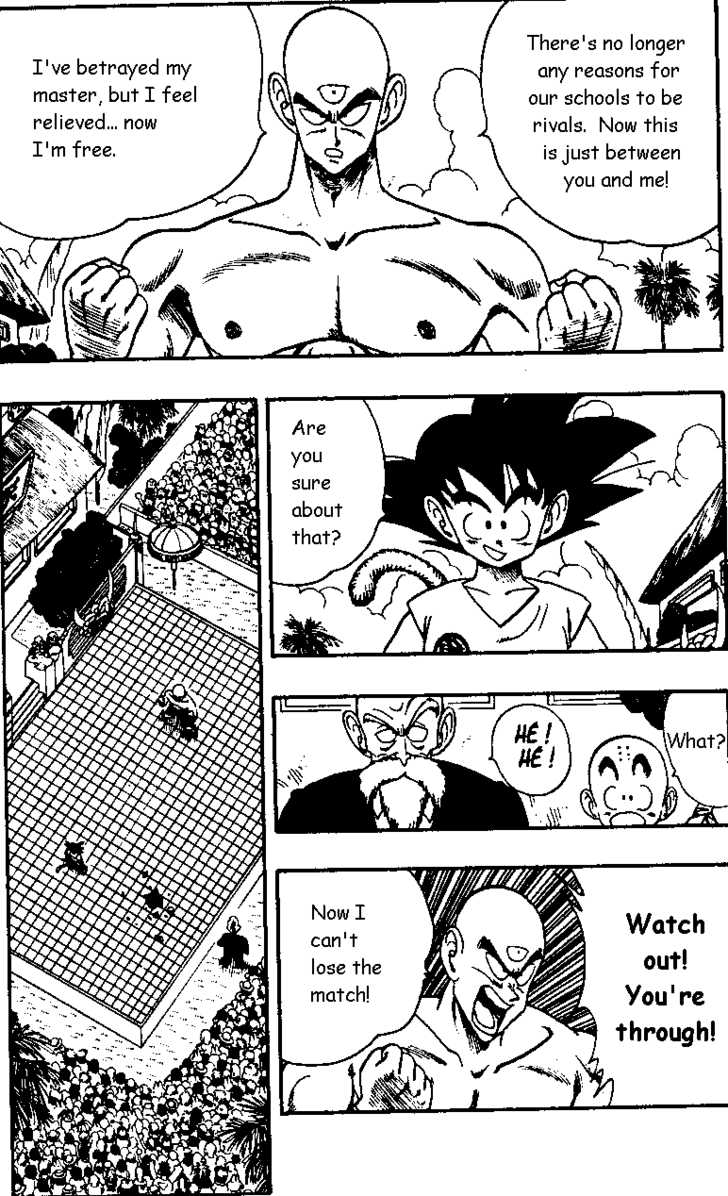 I've betrayed my
master, but I feel
relieved... now
I'm free.
There's no longer
any reasons for
our schools to be
rivals. Now this
is just between
you and me!
Are
you
sure
about
that?
HE!
HE!
What?
Now I
can't
lose the
match!
Watch
out!
You're
through!